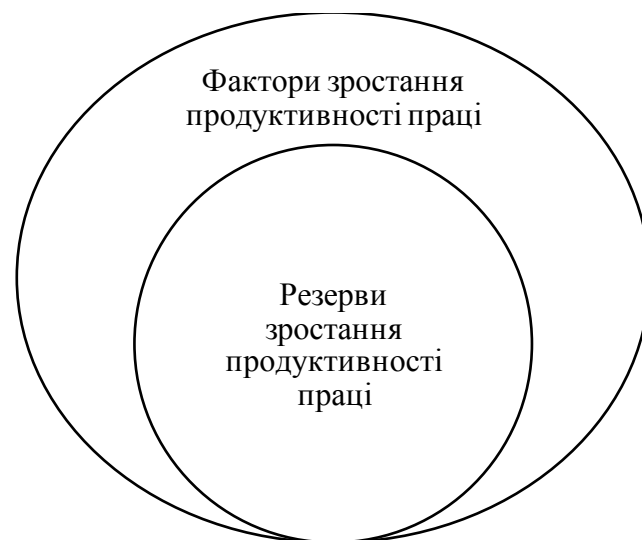 Фактори зростання
продуктивності праці
Резерви
зростання
продуктивності
праці